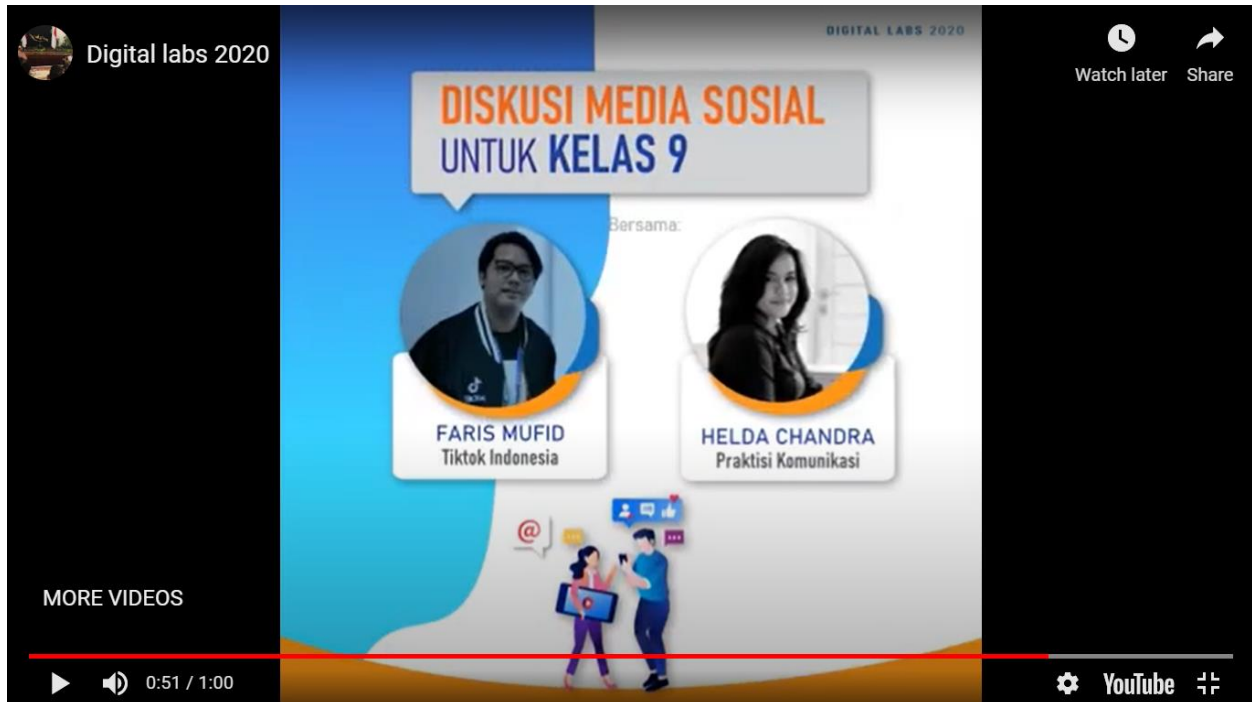 Digital labs 2020
DIGITAL LABS 2020
Watch later
Share
DISKUSI MEDIA SOSIAL
UNTUK KELAS 9
Bersama:
FARIS MUFID
Tiktok Indonesia
HELDA CHANDRA
Praktisi Komunikasi
@
MORE VIDEOS
0:51 / 1:00
YouTube